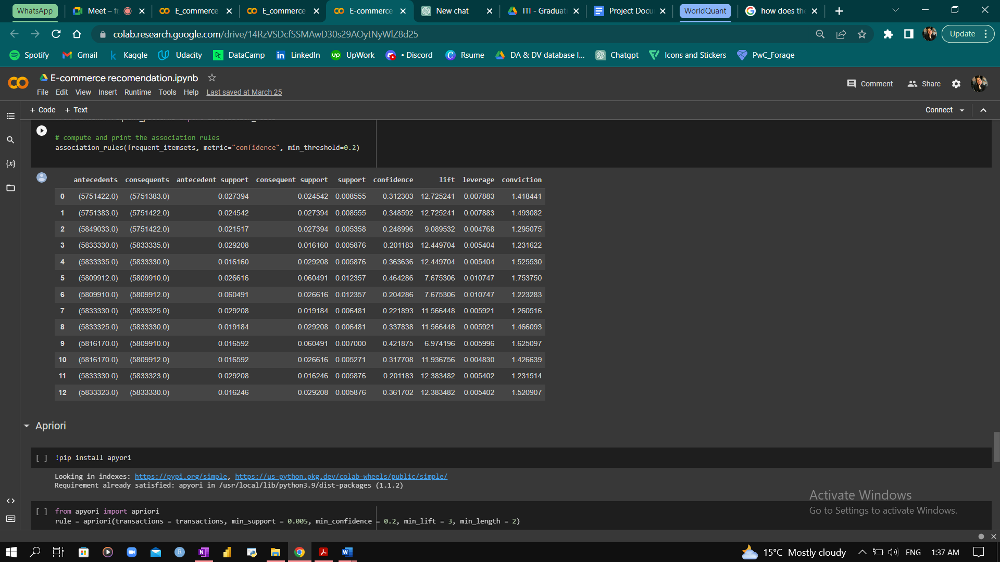 WhatsApp Meet – fi E_commerce E_commerce E-commerce New chat ITI - Graduati Project Docu WorldQuant how does the
colab.research.google.com/drive/14RzVSDcfSSMAwD30s29AOytNyWlZ8d25 Update
Spotify Gmail Kaggle Udacity DataCamp LinkedIn UpWork • Discord Rsume DA & DV database I... Chatgpt Icons and Stickers PwC_Forage
E-commerce recomendation.ipynb
Comment Share
File Edit View Insert Runtime Tools Help Last saved at March 25
+ Code + Text Connect
# compute and print the association rules
association_rules(frequent_itemsets, metric="confidence", min_threshold=0.2)
antecedents consequents antecedent support consequent support support confidence lift leverage conviction
0 (5751422.0) (5751383.0) 0.027394 0.024542 0.008555 0.312303 12.725241 0.007883 1.418441
1 (5751383.0) (5751422.0) 0.024542 0.027394 0.008555 0.348592 12.725241 0.007883 1.493082
2 (5849033.0) (5751422.0) 0.021517 0.027394 0.005358 0.248996 9.089532 0.004768 1.295075
3 (5833330.0) (5833335.0) 0.029208 0.016160 0.005876 0.201183 12.449704 0.005404 1.231622
4 (5833335.0) (5833330.0) 0.016160 0.029208 0.005876 0.363636 12.449704 0.005404 1.525530
5 (5809912.0) (5809910.0) 0.026616 0.060491 0.012357 0.464286 7.675306 0.010747 1.753750
6 (5809910.0) (5809912.0) 0.060491 0.026616 0.012357 0.204286 7.675306 0.010747 1.223283
7 (5833330.0) (5833325.0) 0.029208 0.019184 0.006481 0.221893 11.566448 0.005921 1.260516
8 (5833325.0) (5833330.0) 0.019184 0.029208 0.006481 0.337838 11.566448 0.005921 1.466093
9 (5816170.0) (5809910.0) 0.016592 0.060491 0.007000 0.421875 6.974196 0.005996 1.625097
10 (5816170.0) (5809912.0) 0.016592 0.026616 0.005271 0.317708 11.936756 0.004830 1.426639
11 (5833330.0) (5833323.0) 0.029208 0.016246 0.005876 0.201183 12.383482 0.005402 1.231514
12 (5833323.0) (5833330.0) 0.016246 0.029208 0.005876 0.361702 12.383482 0.005402 1.520907
Apriori
[ ] !pip install apyori
Looking in indexes: https://pypi.org/simple, https://us-python.pkg.dev/colab-wheels/public/simple/
Requirement already satisfied: apyori in /usr/local/lib/python3.9/dist-packages (1.1.2)
Activate Windows
Go to Settings to activate Windows.
[ ] from apyori import apriori
rule = apriori(transactions = transactions, min_support = 0.005, min_confidence = 0.2, min_lift = 3, min_length = 2)
15°C Mostly cloudy ENG 1:37 AM